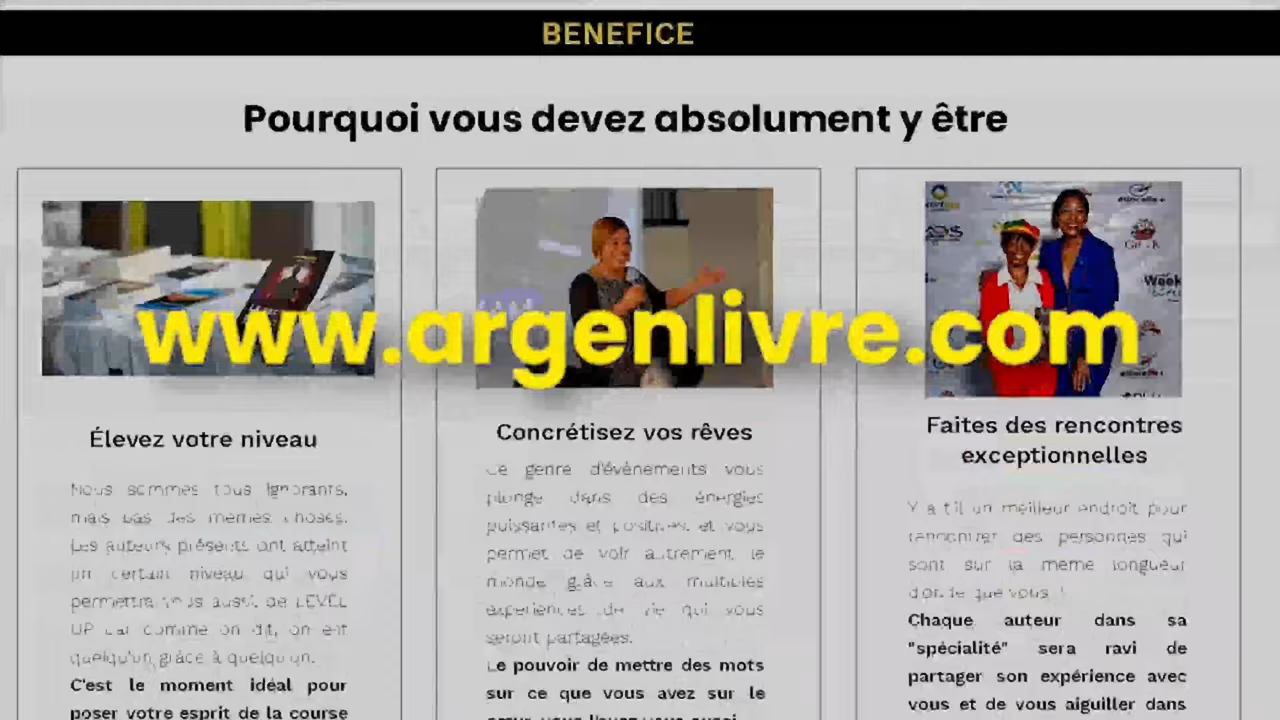 BENEFICE
Pourquoi vous devez absolument y être
www.argenlivre.com
Élevez votre niveau
Nous sommes tous ignorants,
mais pas des mêmes choses.
Les auteurs présents ont atteint
un certain niveau qui vous
permettra vous aussi, de LEVEL
UP car comme on dit, on est
quelqu'un grâce à quelqu'un.
C'est le moment idéal pour
poser votre esprit de la course
Concrétisez vos rêves
Ce genre d'évènements vous
plonge dans des énergies
puissantes et positives et vous
permet de voir autrement le
monde grâce aux multiples
expériences de vie qui vous
seront partagées.
Le pouvoir de mettre des mots
sur ce que vous avez sur le
Faites des rencontres
exceptionnelles
Y a t'il un meilleur endroit pour
rencontrer des personnes qui
sont sur la même longueur
d'onde que vous !
Chaque auteur dans sa
"spécialité" sera ravi de
partager son expérience avec
vous et de vous aiguiller dans